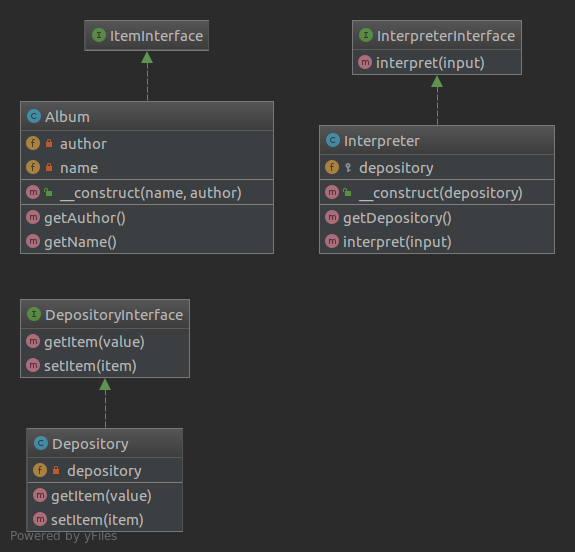 ItemInterface
Album
author
name
__construct(name, author)
getAuthor()
getName()
InterpreterInterface
interpret(input)
Interpreter
depository
__construct(depository)
getDepository()
interpret(input)
DepositoryInterface
getItem(value)
setItem(item)
Depository
depository
getItem(value)
setItem(item)
Powered by yFiles